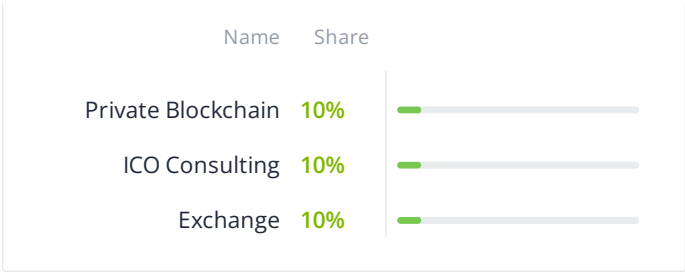 Name Share
Private Blockchain 10%
ICO Consulting 10%
Exchange 10%